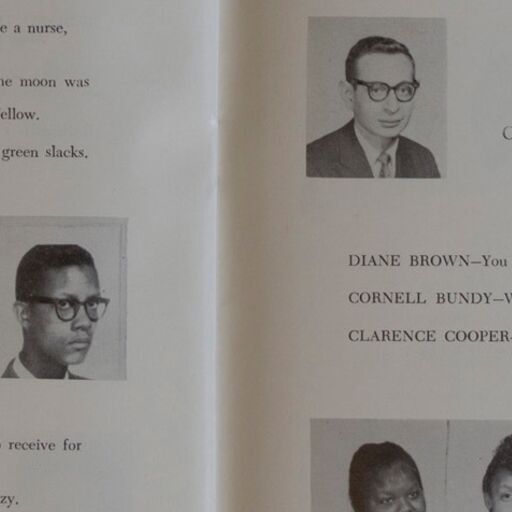 e a nurse,
he moon was
ellow.
green slacks.
receive for
zy.
C
DIANE BROWN—You
CORNELL BUNDY—W
CLARENCE COOPER—